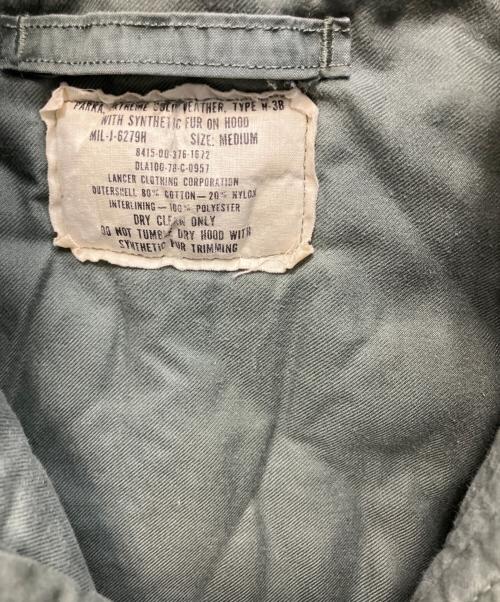 PARKA, XTREME COLD WEATHER, TYPE N-3B
WITH SYNTHETIC FUR ON HOOD
MIL-J-6279H SIZE: MEDIUM
8415-00-376-1672
DLA100-78-C-0957
LANCER CLOTHING CORPORATION
OUTERSHELL 80% COTTON—20% NYLON
INTERLINING—100% POLYESTER
DRY CLEAN ONLY
DO NOT TUMBLE DRY HOOD WITH
SYNTHETIC FUR TRIMMING